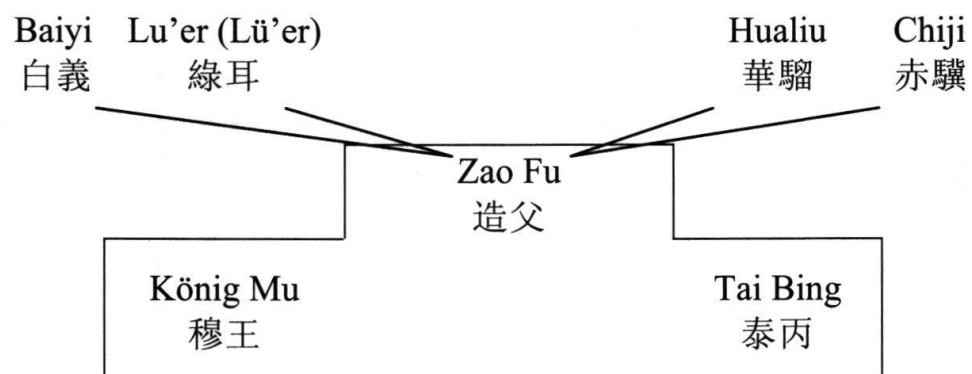 Baiyi Lu’er (Lü’er) Hualiu Chiji
白義 綠耳 華騮 赤驥
Zao Fu
造父
König Mu Tai Bing
穆王 泰丙